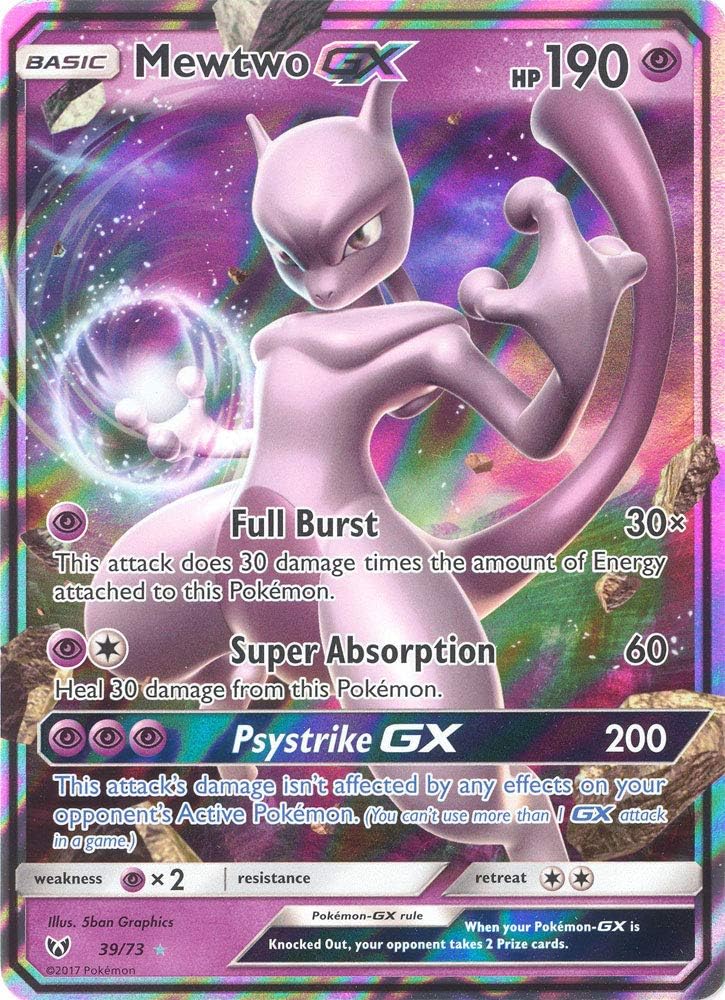 BASIC Mewtwo GX HP 190
Full Burst 30×
This attack does 30 damage times the amount of Energy
attached to this Pokémon.
Super Absorption 60
Heal 30 damage from this Pokémon.
Psystrike GX 200
This attack's damage isn't affected by any effects on your
opponent's Active Pokémon. (You can't use more than 1 GX attack
in a game.)
weakness × 2 resistance retreat
Illus. 5ban Graphics
39/73
©2017 Pokémon
Pokémon-GX rule
When your Pokémon-GX is
Knocked Out, your opponent takes 2 Prize cards.